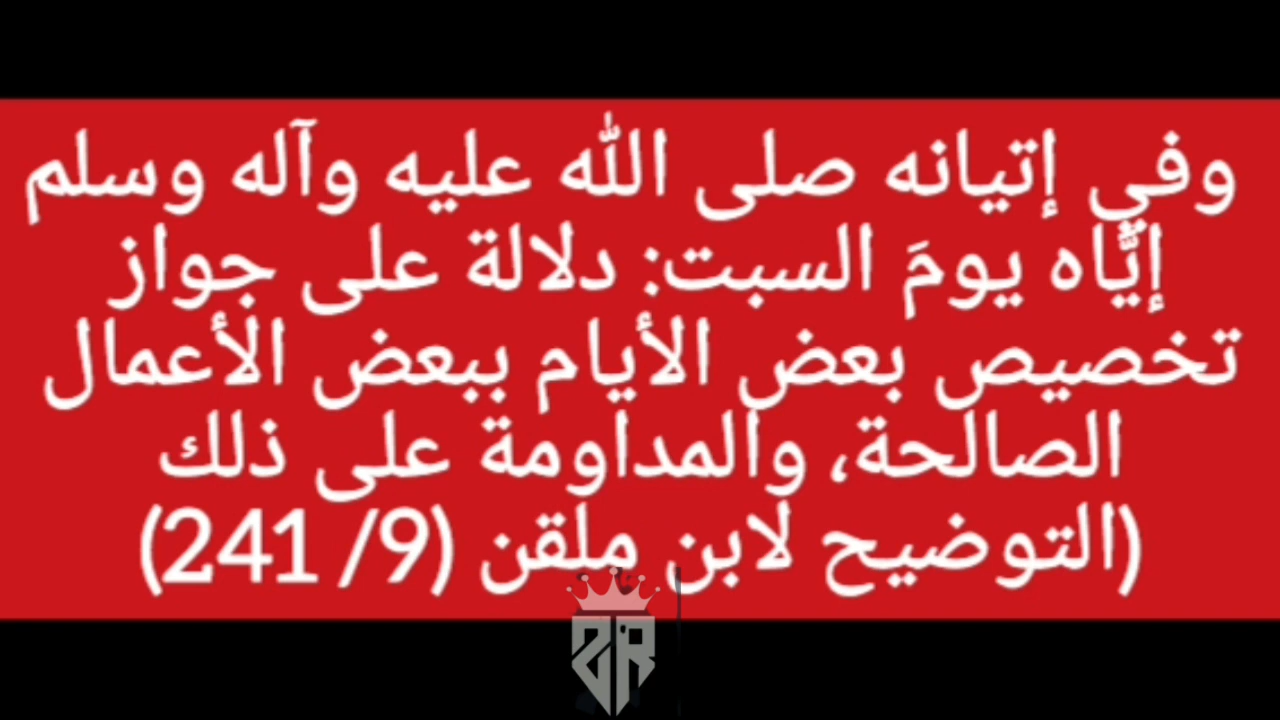 وفي إتيانه صلى الله عليه وآله وسلم
إيَّاه يومَ السبت: دلالة على جواز
تخصيص بعض الأيام ببعض الأعمال
الصالحة، والمداومة على ذلك
(التوضيح لابن ملقن (9/ 241)
SR